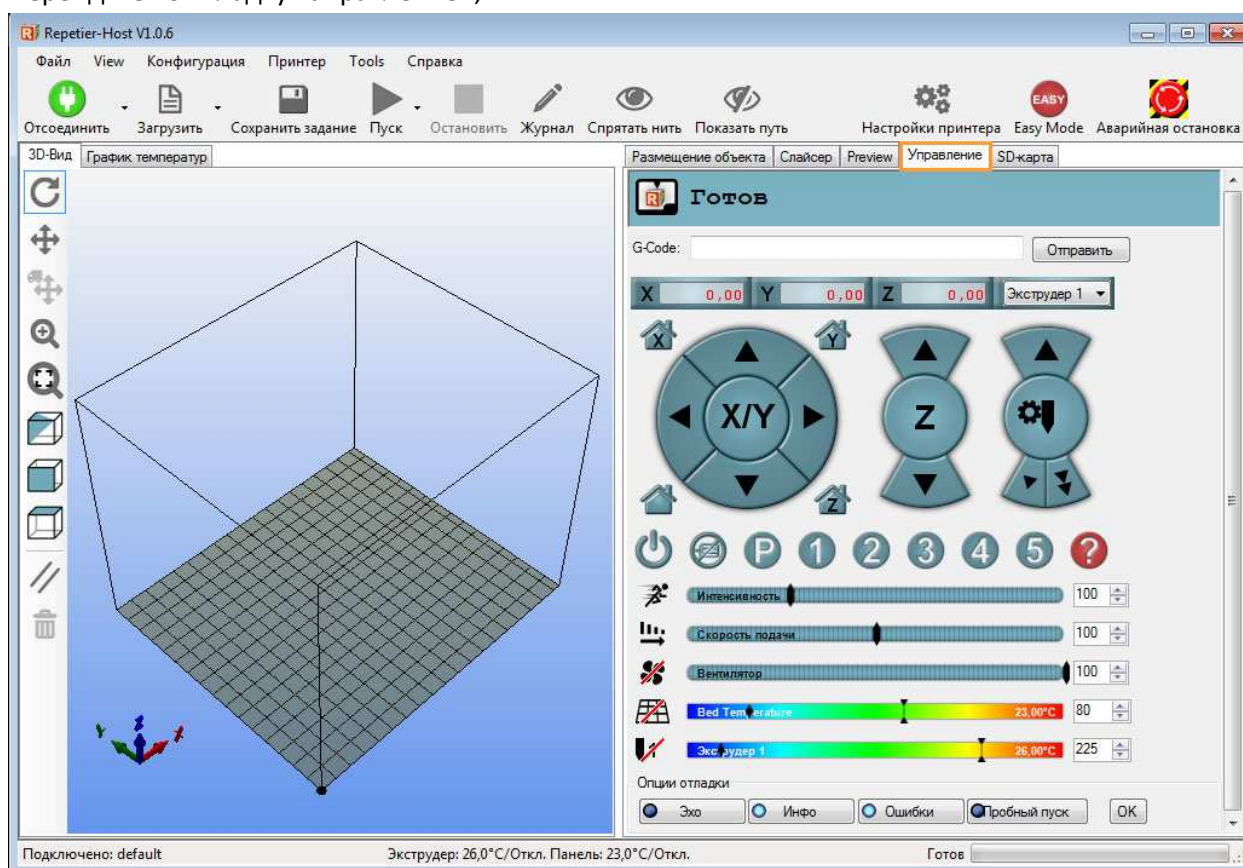 Repetier-Host V1.0.6
Файл View Конфигурация Принтер Tools Справка
Отсоединить Загрузить Сохранить задание Пуск Остановить Журнал Спрятать нить Показать путь Настройки принтера EASY Easy Mode Аварийная остановка
3D-Вид График температур
Размещение объекта Слайсер Preview Управление SD-карта
Готов
G-Code: Отправить
X 0,00 Y 0,00 Z 0,00 Экструдер 1
X Y
X/Y Z
Z
P 1 2 3 4 5 ?
Интенсивность 100
Скорость подачи 100
Вентилятор 100
Bed Temperature 23,00°C 80
Экструдер 1 26,00°C 225
Опции отладки
Эхо Инфо Ошибки Пробный пуск OK
Подключено: default Экструдер: 26,0°C/Откл. Панель: 23,0°C/Откл. Готов